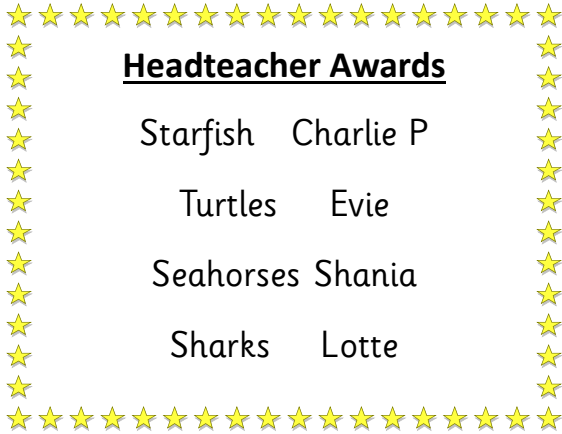 Headteacher Awards
Starfish Charlie P
Turtles Evie
Seahorses Shania
Sharks Lotte